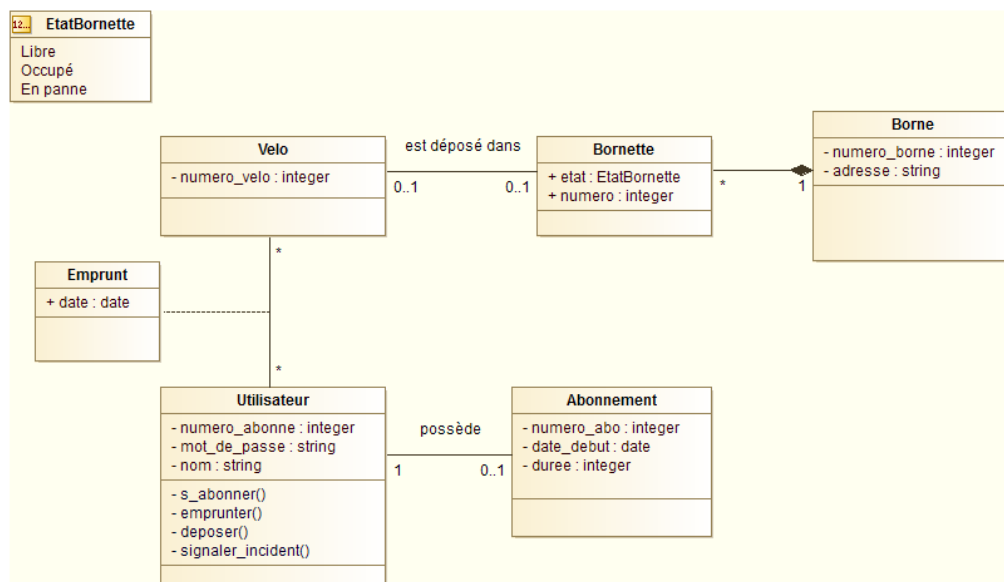 12... EtatBornette
Libre
Occupé
En panne
Velo
- numero_velo : integer
est déposé dans
0..1
0..1
Bornette
+ etat : EtatBornette
+ numero : integer
*
1
Borne
- numero_borne : integer
- adresse : string
*
Emprunt
+ date : date
*
Utilisateur
- numero_abonne : integer
- mot_de_passe : string
- nom : string
- s_abonner()
- emprunter()
- deposer()
- signaler_incident()
possède
1
0..1
Abonnement
- numero_abo : integer
- date_debut : date
- duree : integer